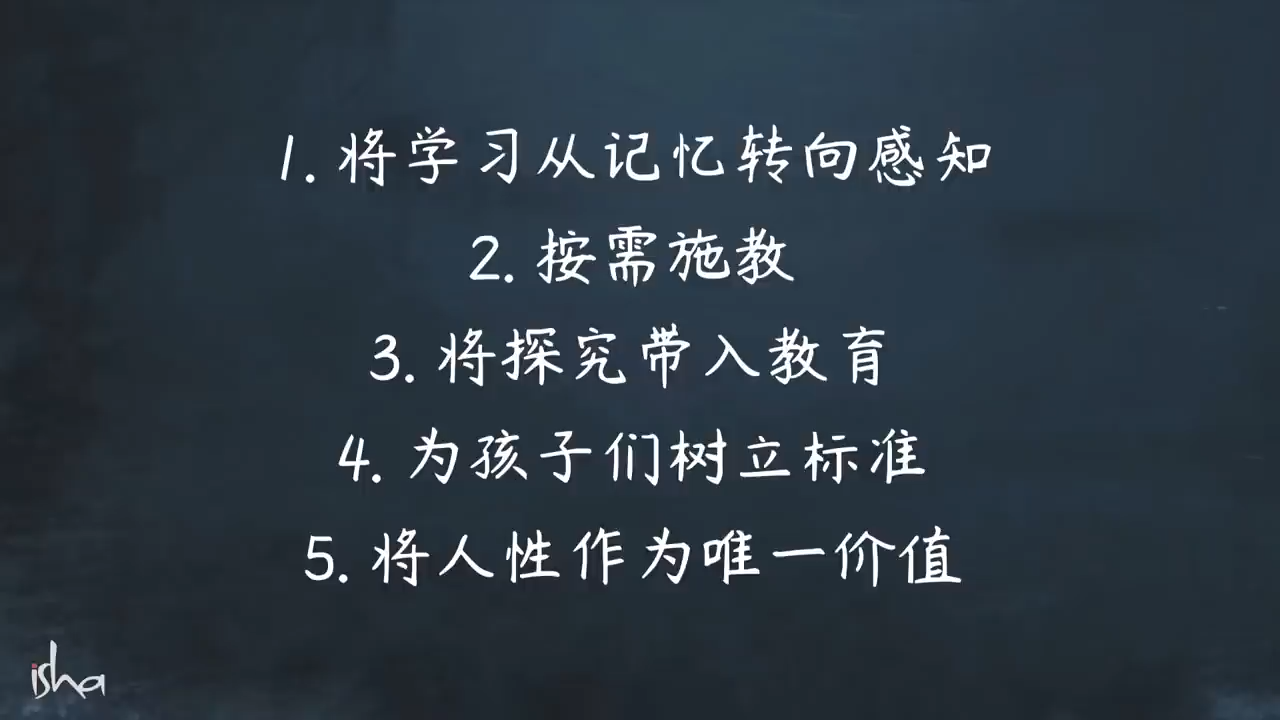 1. 将学习从记忆转向感知
2. 按需施教
3. 将探究带入教育
4. 为孩子们树立标准
5. 将人性作为唯一价值
isha